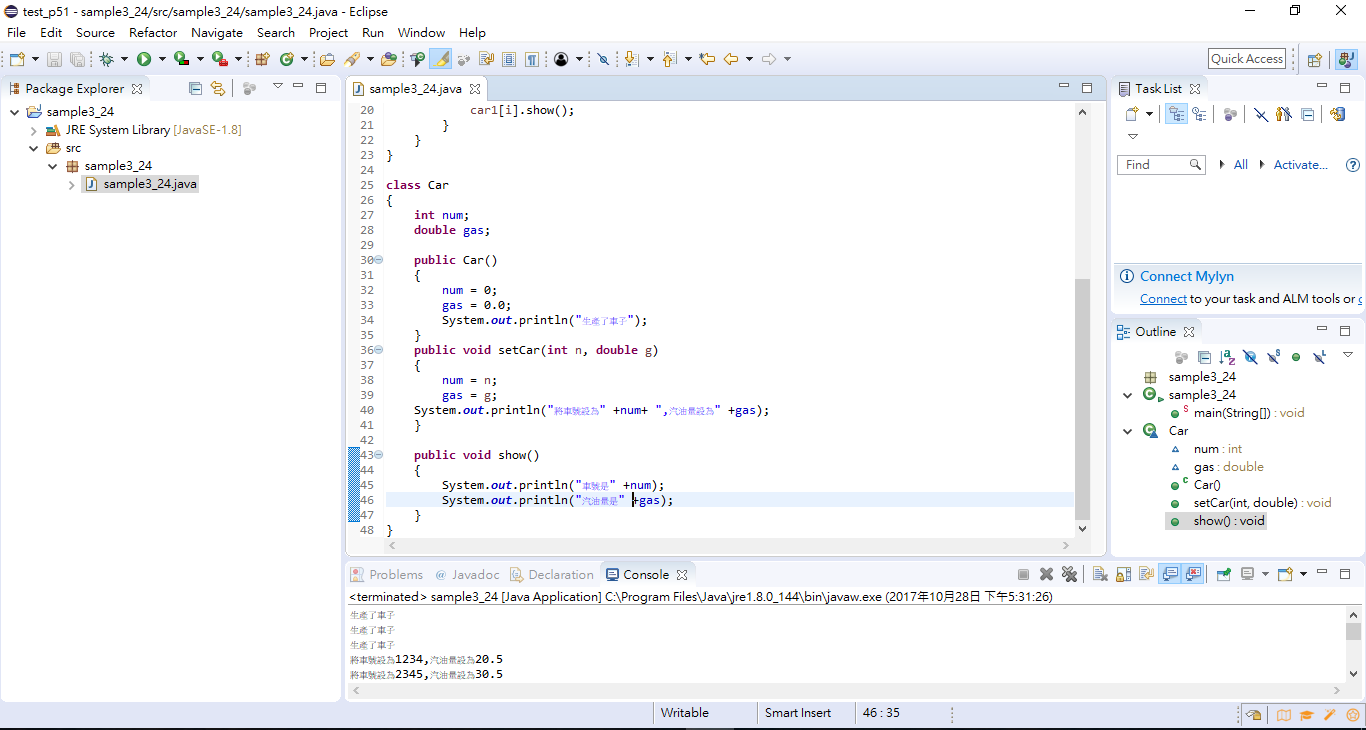 test_p51 - sample3_24/src/sample3_24/sample3_24.java - Eclipse
File Edit Source Refactor Navigate Search Project Run Window Help
Quick Access
Package Explorer
sample3_24
JRE System Library [JavaSE-1.8]
src
sample3_24
sample3_24.java
sample3_24.java
20 car1[i].show();
21 }
22 }
23 }
24
25 class Car
26 {
27 int num;
28 double gas;
29
30 public Car()
31 {
32 num = 0;
33 gas = 0.0;
34 System.out.println("生產了車子");
35 }
36 public void setCar(int n, double g)
37 {
38 num = n;
39 gas = g;
40 System.out.println("將車號設為" +num+ ",汽油量設為" +gas);
41 }
42
43 public void show()
44 {
45 System.out.println("車號是" +num);
46 System.out.println("汽油量是" +gas);
47 }
48 }
Task List
Find
All
Activate...
Connect Mylyn
Connect to your task and ALM tools or
Outline
sample3_24
sample3_24
main(String[]) : void
Car
num : int
gas : double
Car()
setCar(int, double) : void
show() : void
Problems @ Javadoc Declaration Console
<terminated> sample3_24 [Java Application] C:\Program Files\Java\jre1.8.0_144\bin\javaw.exe (2017年10月28日 下午5:31:26)
生產了車子
生產了車子
生產了車子
將車號設為1234,汽油量設為20.5
將車號設為2345,汽油量設為30.5
Writable
Smart Insert
46 : 35